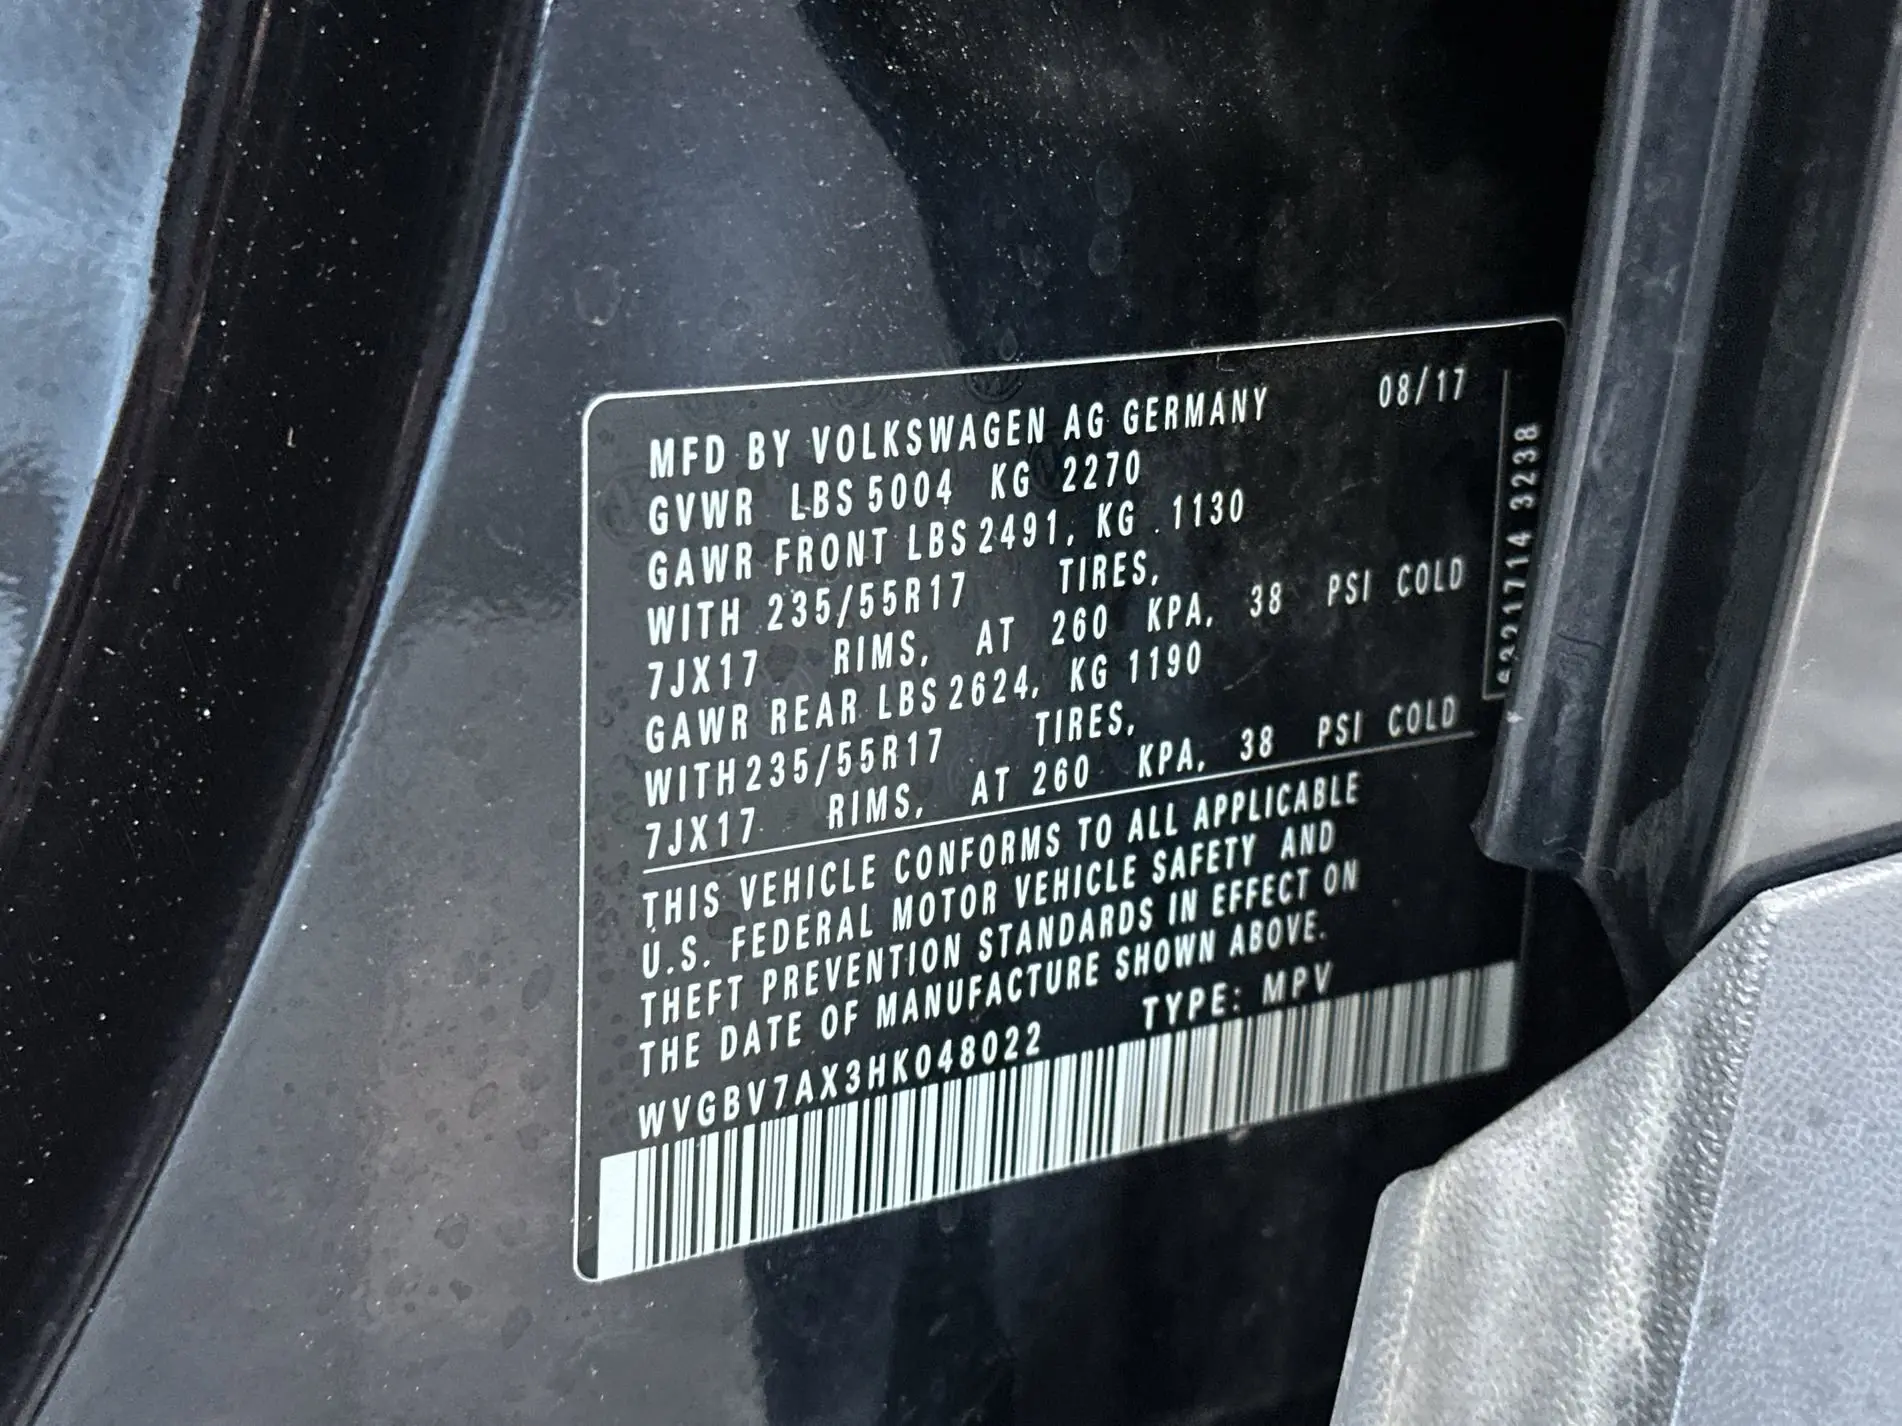 MFD BY VOLKSWAGEN AG GERMANY 08/17
GVWR LBS 5004 KG 2270
GAWR FRONT LBS 2491, KG . 1130
WITH 235/55R17 TIRES,
7JX17 RIMS, AT 260 KPA, 38 PSI COLD
GAWR REAR LBS 2624, KG 1190
WITH 235/55R17 TIRES,
7JX17 RIMS, AT 260 KPA, 38 PSI COLD
THIS VEHICLE CONFORMS TO ALL APPLICABLE
U.S. FEDERAL MOTOR VEHICLE SAFETY AND
THEFT PREVENTION STANDARDS IN EFFECT ON
THE DATE OF MANUFACTURE SHOWN ABOVE.
WVGBV7AX3HK048022 TYPE: MPV
3238